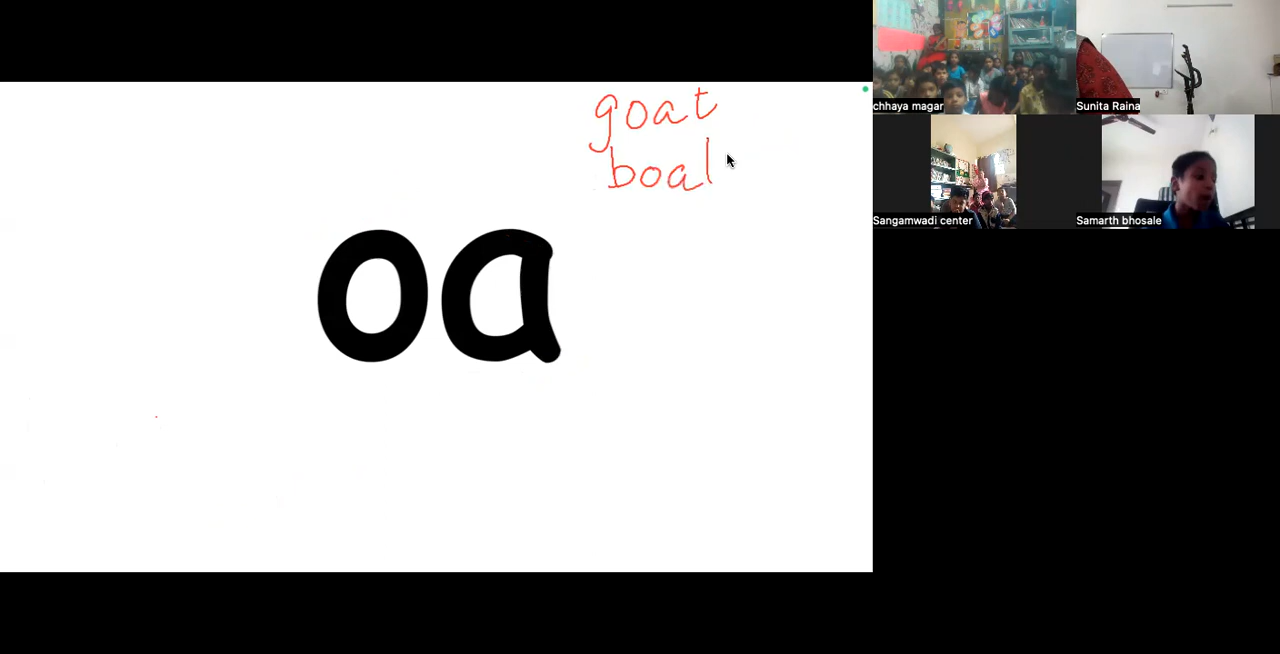 goat
boal
oa
chhaya magar
Sunita Raina
Sangamwadi center
Samarth bhosale